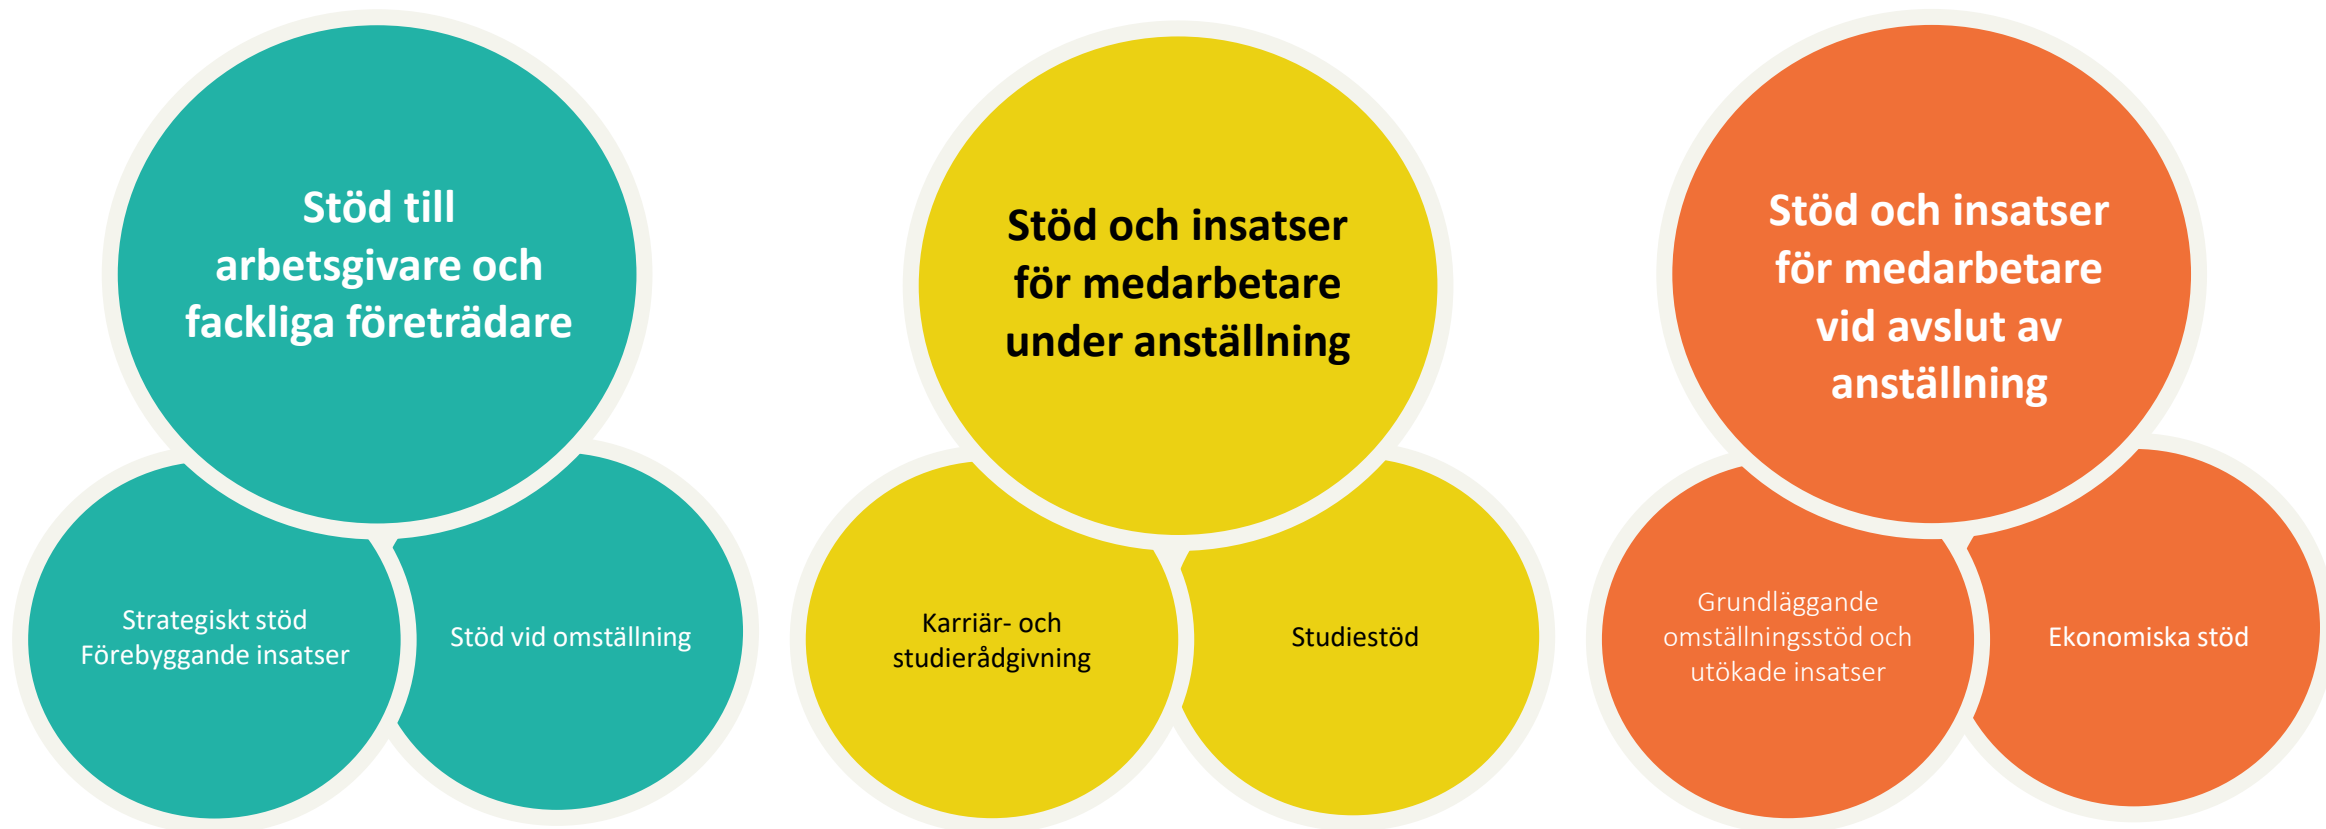 Stöd till
arbetsgivare och
fackliga företrädare
Strategiskt stöd
Förebyggande insatser
Stöd vid omställning
Stöd och insatser
för medarbetare
under anställning
Karriär- och
studierådgivning
Studiestöd
Stöd och insatser
för medarbetare
vid avslut av
anställning
Grundläggande
omställningsstöd och
utökade insatser
Ekonomiska stöd